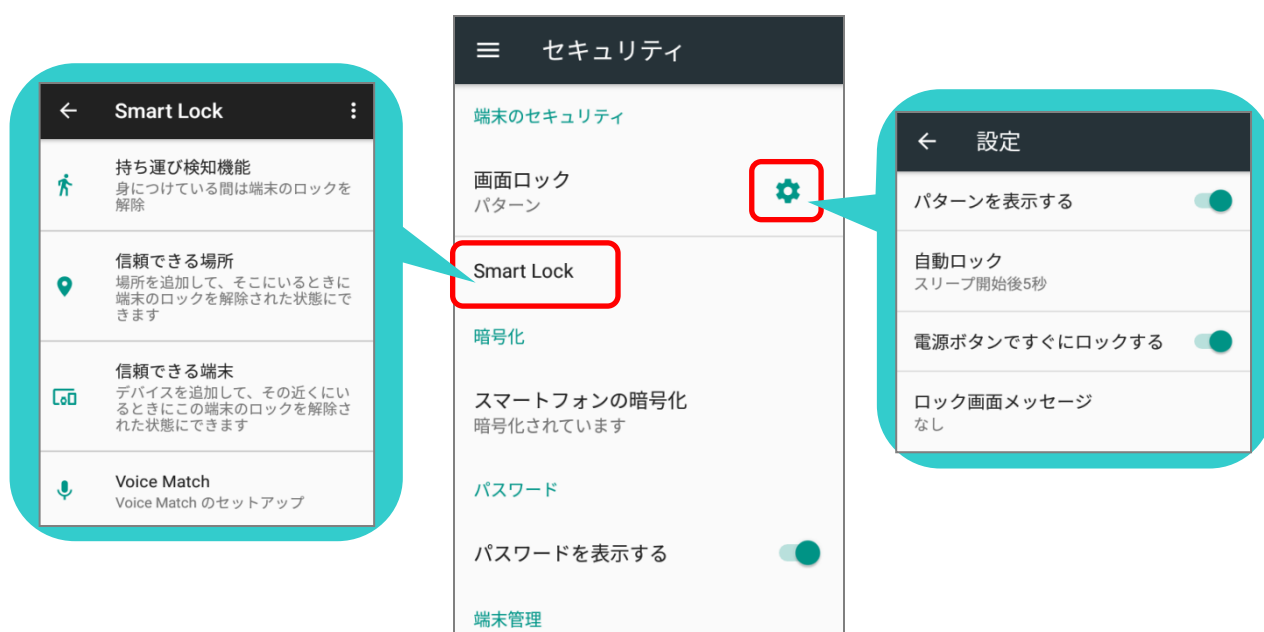 Smart Lock
持ち運び検知機能
身につけている間は端末のロックを
解除
信頼できる場所
場所を追加して、そこにいるときに
端末のロックを解除された状態にで
きます
信頼できる端末
デバイスを追加して、その近くにい
るときにこの端末のロックを解除さ
れた状態にできます
Voice Match
Voice Match のセットアップ
セキュリティ
端末のセキュリティ
画面ロック
パターン
Smart Lock
暗号化
スマートフォンの暗号化
暗号化されています
パスワード
パスワードを表示する
端末管理
設定
パターンを表示する
自動ロック
スリープ開始後5秒
電源ボタンですぐにロックする
ロック画面メッセージ
なし